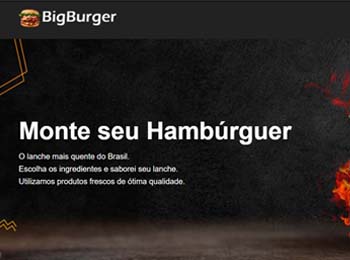 BigBurger
Monte seu Hambúrguer
O lanche mais quente do Brasil.
Escolha os ingredientes e saborei seu lanche.
Utilizamos produtos frescos de ótima qualidade.